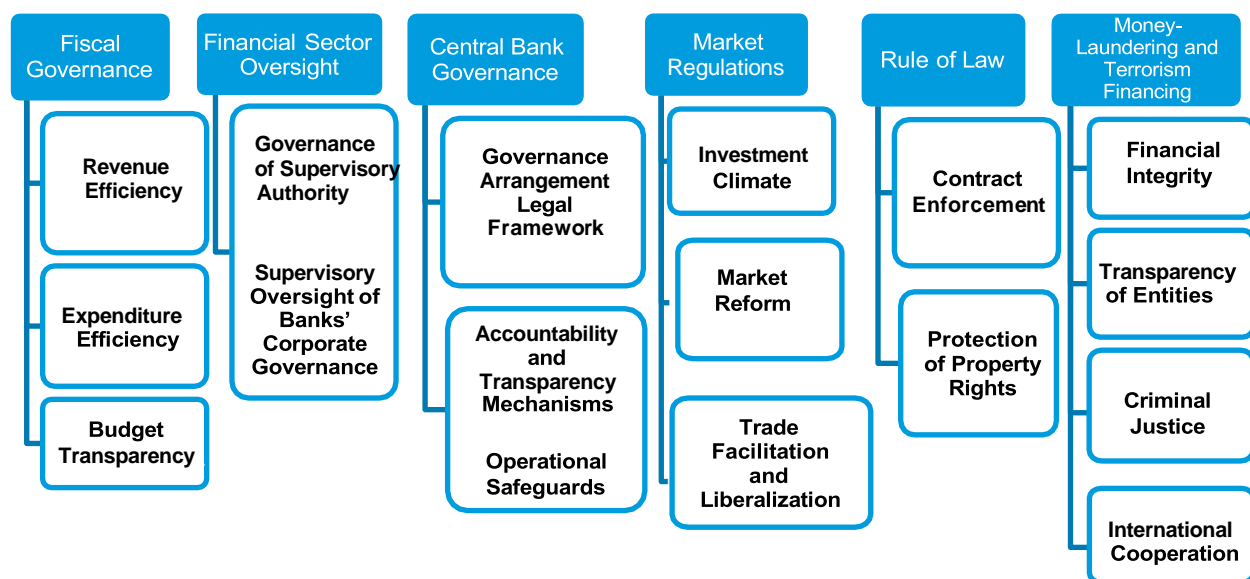 Fiscal
Governance
Revenue
Efficiency
Expenditure
Efficiency
Budget
Transparency
Financial Sector
Oversight
Governance
of Supervisory
Authority
Supervisory
Oversight of
Banks’
Corporate
Governance
Central Bank
Governance
Governance
Arrangement
Legal
Framework
Accountability
and
Transparency
Mechanisms
Operational
Safeguards
Market
Regulations
Investment
Climate
Market
Reform
Trade
Facilitation
and
Liberalization
Rule of Law
Contract
Enforcement
Protection
of Property
Rights
Money-
Laundering and
Terrorism
Financing
Financial
Integrity
Transparency
of Entities
Criminal
Justice
International
Cooperation